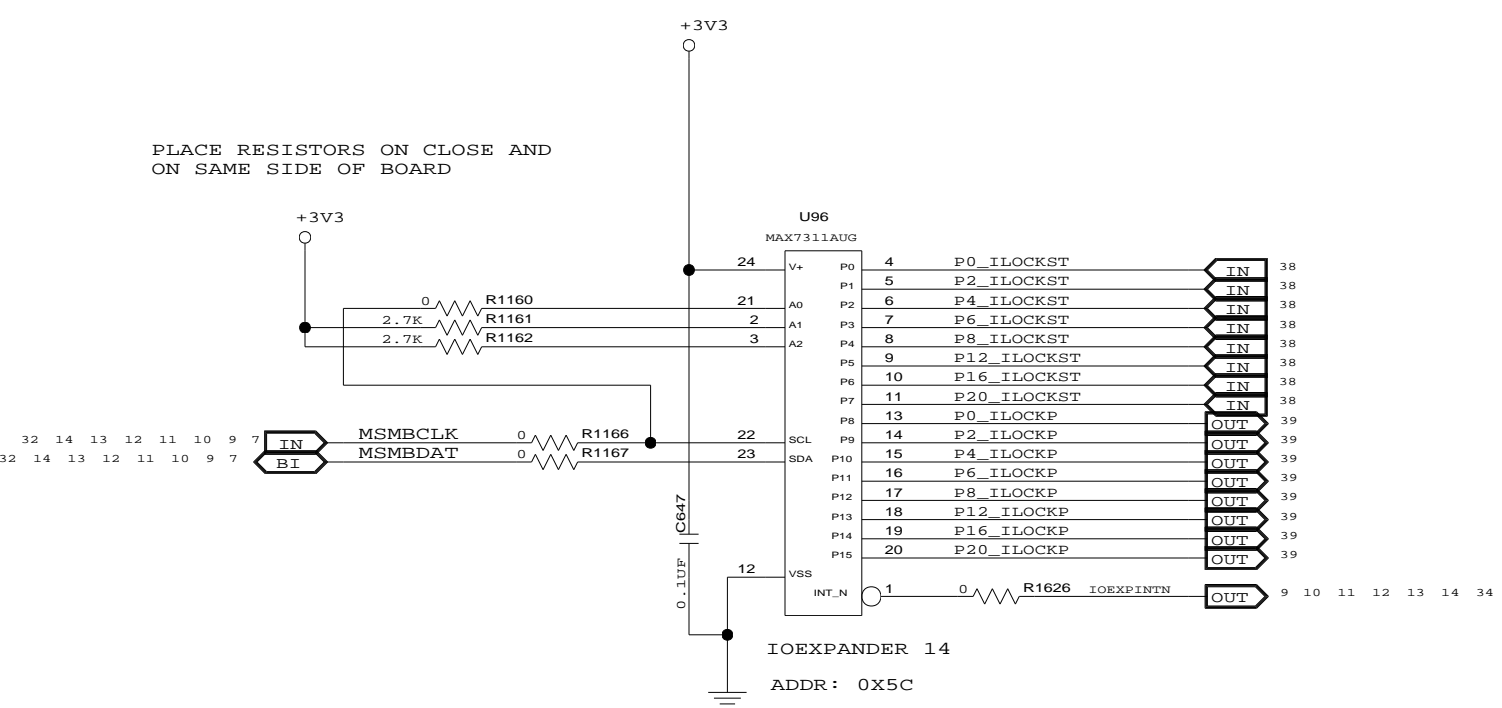 +3V3
PLACE RESISTORS ON CLOSE AND
ON SAME SIDE OF BOARD
+3V3
U96
MAX7311AUG
24 V+ P0 4 P0_ILOCKST IN 38
P1 5 P2_ILOCKST IN 38
0 R1160 21 A0 P2 6 P4_ILOCKST IN 38
2.7K R1161 2 A1 P3 7 P6_ILOCKST IN 38
2.7K R1162 3 A2 P4 8 P8_ILOCKST IN 38
P5 9 P12_ILOCKST IN 38
P6 10 P16_ILOCKST IN 38
P7 11 P20_ILOCKST IN 38
P8 13 P0_ILOCKP OUT 39
32 14 13 12 11 10 9 7 IN MSMBCLK 0 R1166 22 SCL P9 14 P2_ILOCKP OUT 39
32 14 13 12 11 10 9 7 BI MSMBDAT 0 R1167 23 SDA P10 15 P4_ILOCKP OUT 39
P11 16 P6_ILOCKP OUT 39
P12 17 P8_ILOCKP OUT 39
P13 18 P12_ILOCKP OUT 39
P14 19 P16_ILOCKP OUT 39
P15 20 P20_ILOCKP OUT 39
C647
0.1UF
12 VSS
INT_N 1 0 R1626 IOEXPINTN OUT 9 10 11 12 13 14 34
IOEXPANDER 14
ADDR: 0X5C